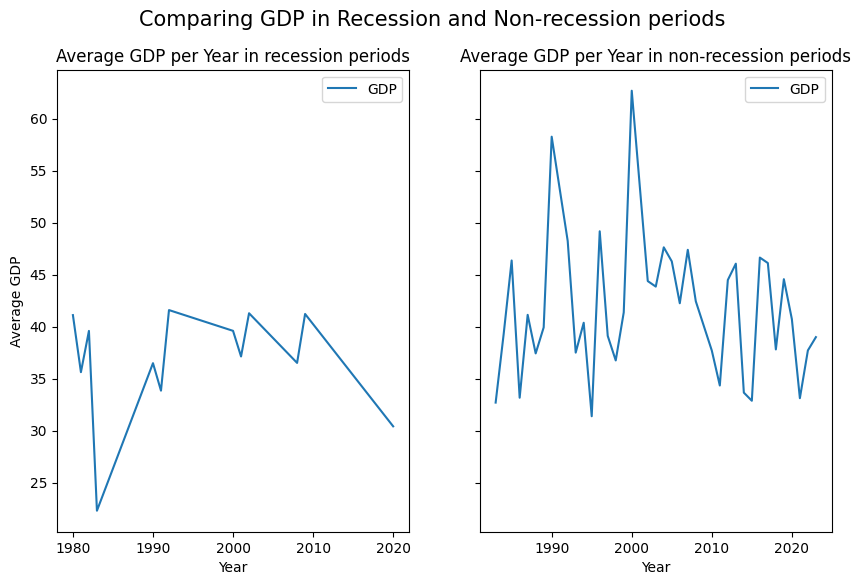 Comparing GDP in Recession and Non-recession periods
Average GDP per Year in recession periods
Average GDP per Year in non-recession periods
GDP
GDP
60
55
50
45
40
35
30
25
Average GDP
1980
1990
2000
2010
2020
1990
2000
2010
2020
Year
Year